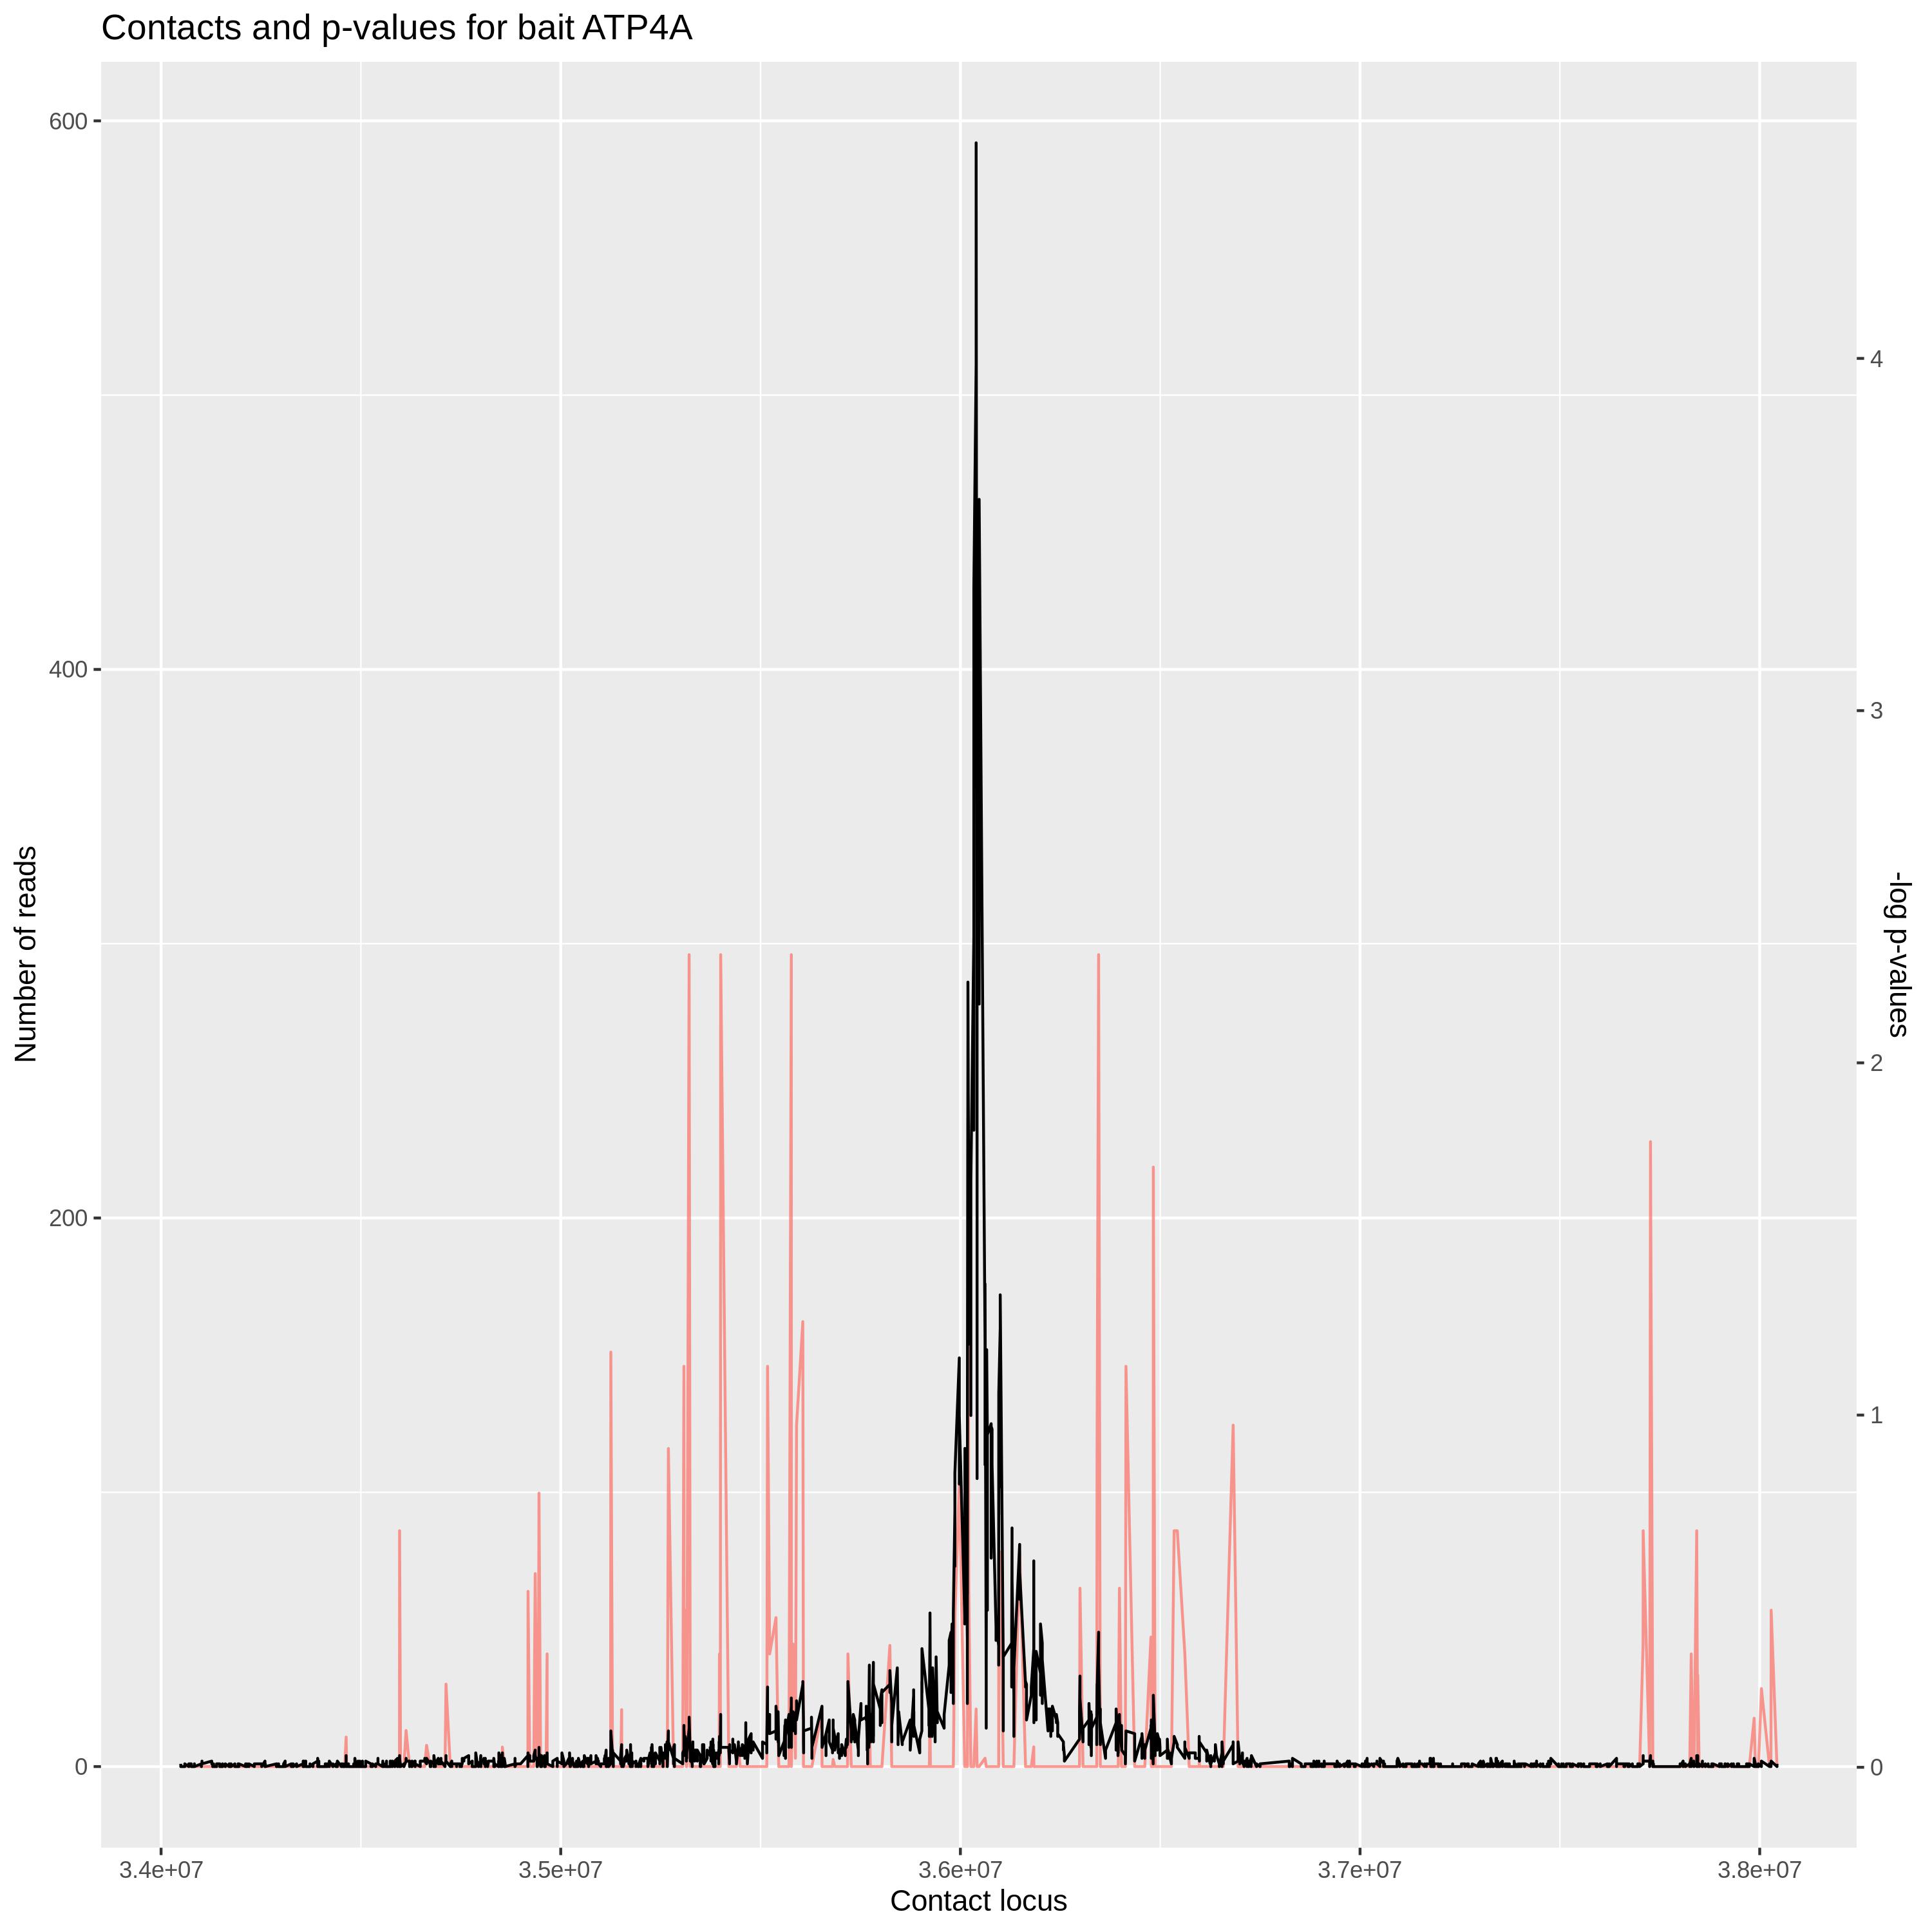 Contacts and p-values for bait ATP4A
600
400
200
0
Number of reads
4
3
2
1
0
-log p-values
3.4e+07 3.5e+07 3.6e+07 3.7e+07 3.8e+07
Contact locus